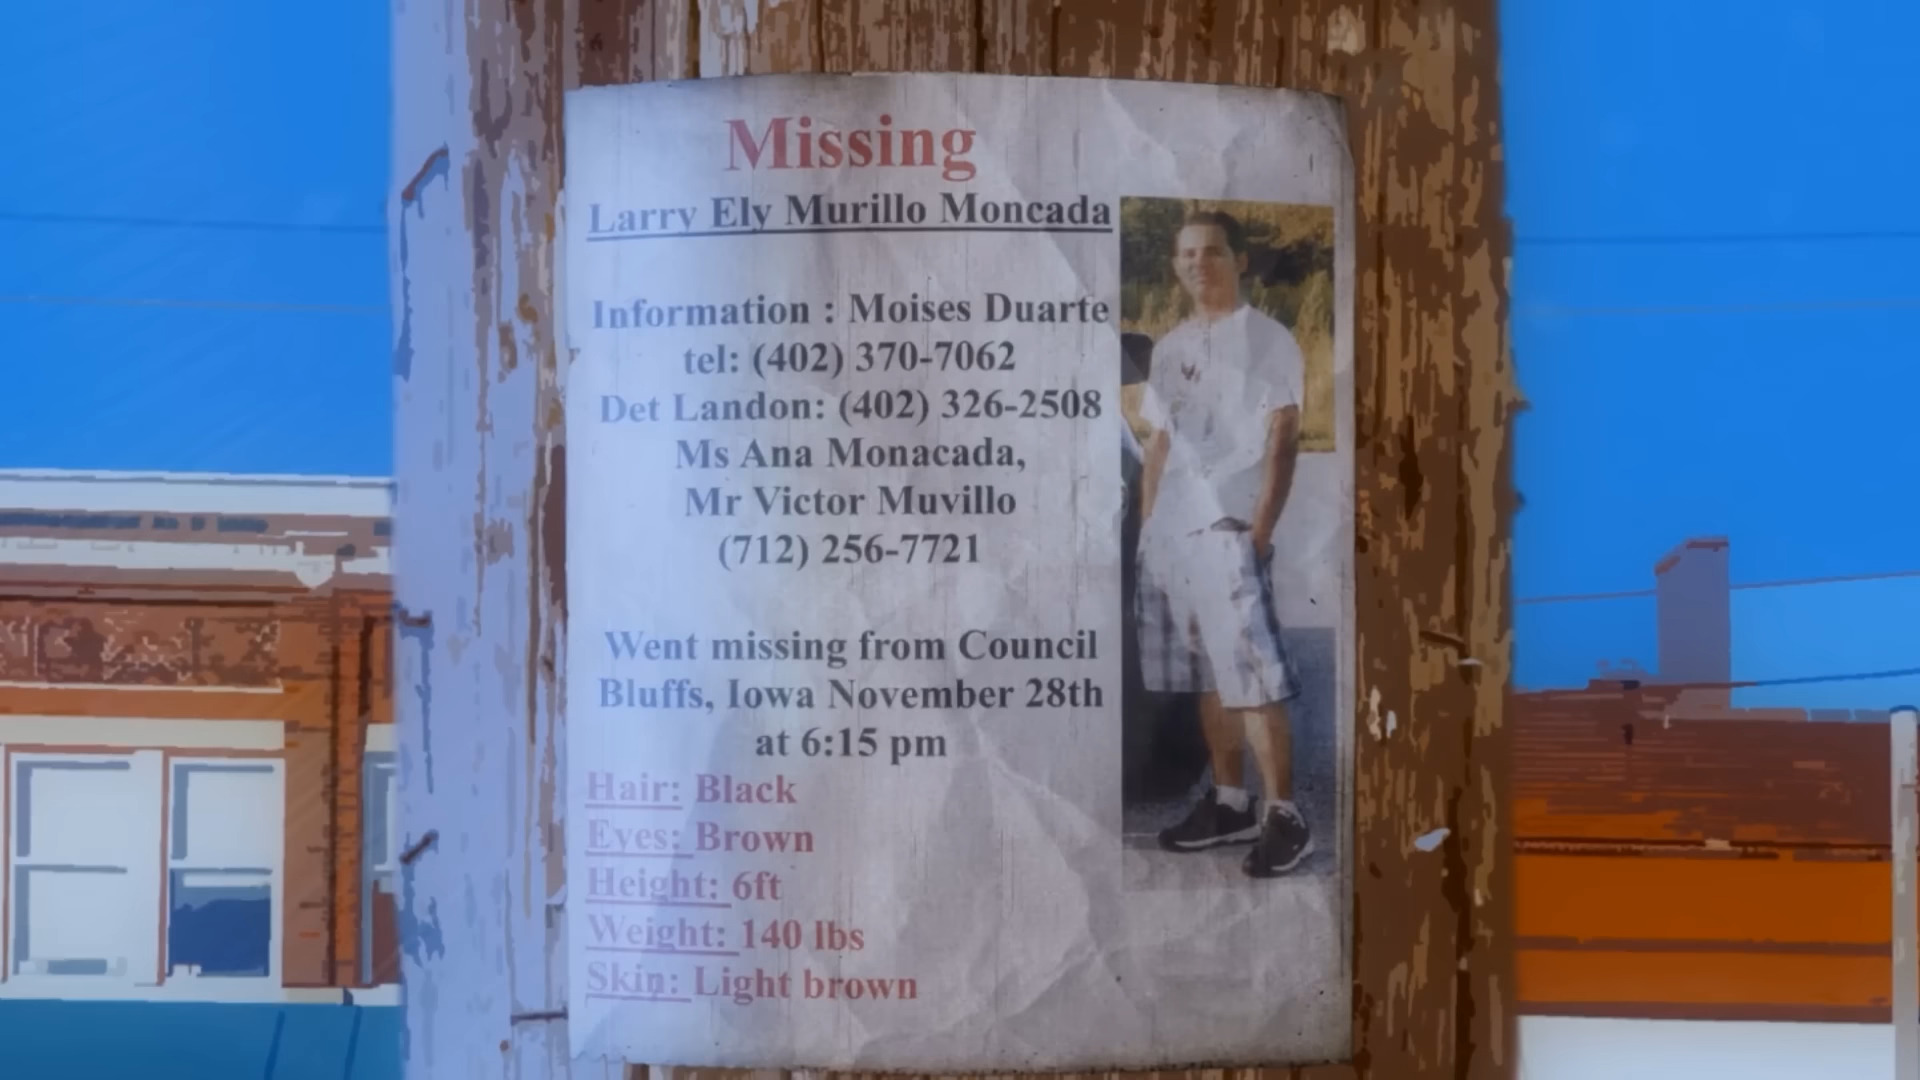 Missing
Larry Ely Murillo Moncada
Information : Moises Duarte
tel: (402) 370-7062
Det Landon: (402) 326-2508
Ms Ana Monacada,
Mr Victor Muvillo
(712) 256-7721
Went missing from Council
Bluffs, Iowa November 28th
at 6:15 pm
Hair: Black
Eyes: Brown
Height: 6ft
Weight: 140 lbs
Skin: Light brown